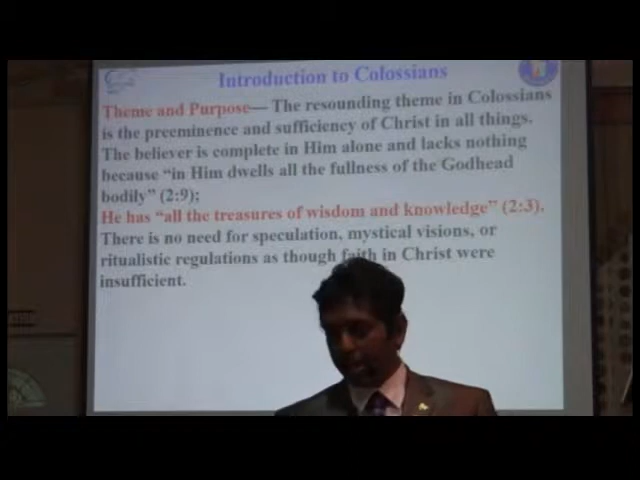 Introduction to Colossians
Theme and Purpose— The resounding theme in Colossians
is the preeminence and sufficiency of Christ in all things.
The believer is complete in Him alone and lacks nothing
because “in Him dwells all the fullness of the Godhead
bodily” (2:9);
He has “all the treasures of wisdom and knowledge” (2:3).
There is no need for speculation, mystical visions, or
ritualistic regulations as though faith in Christ were
insufficient.